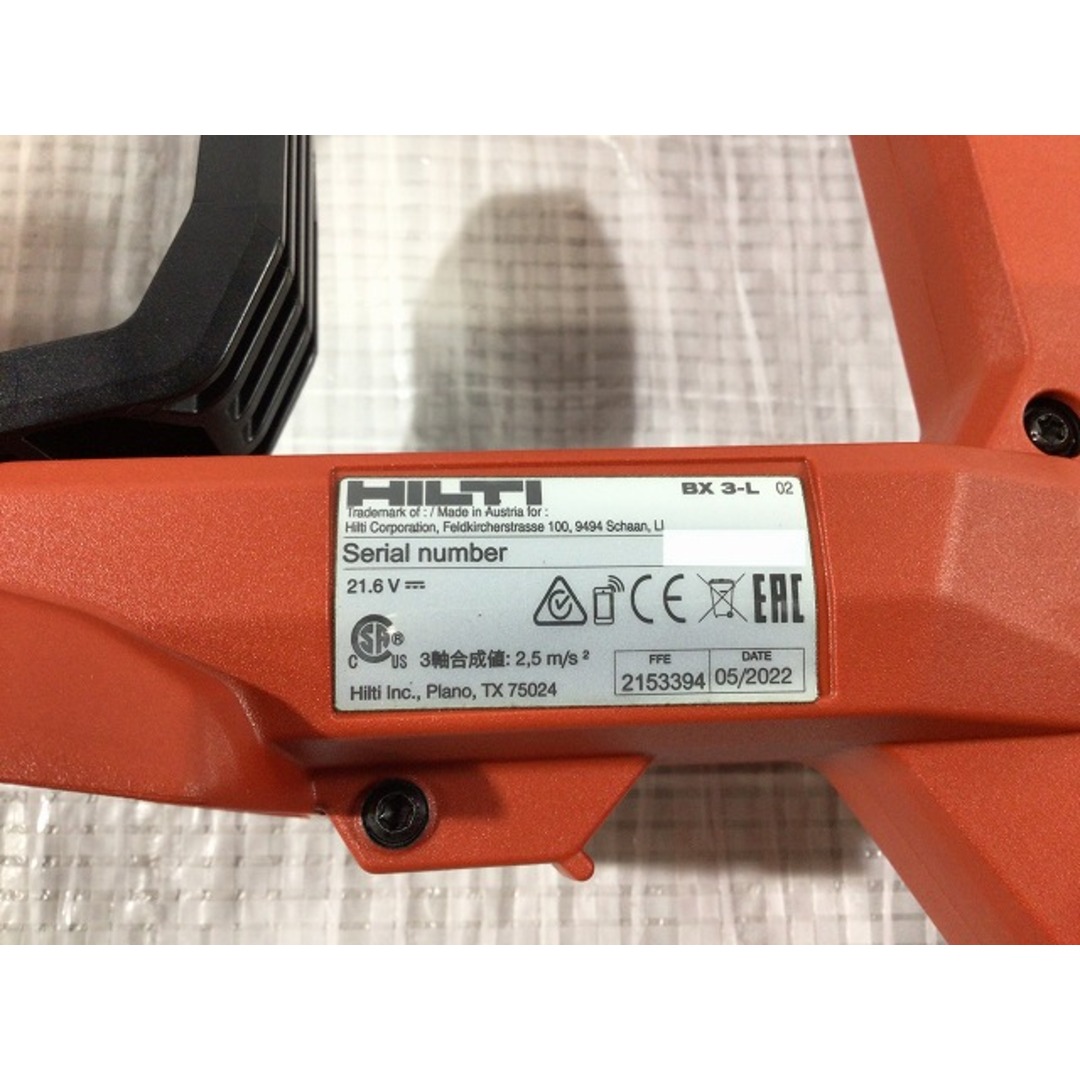 HILTI BX 3-L 02
Trademark of : / Made in Austria for :
Hilti Corporation, Feldkircherstrasse 100, 9494 Schaan, LI
Serial number
21.6 V
CE EAC
CSA ®
C US 3軸合成値: 2,5 m/s ²
FFE DATE
2153394 05/2022
Hilti Inc., Plano, TX 75024